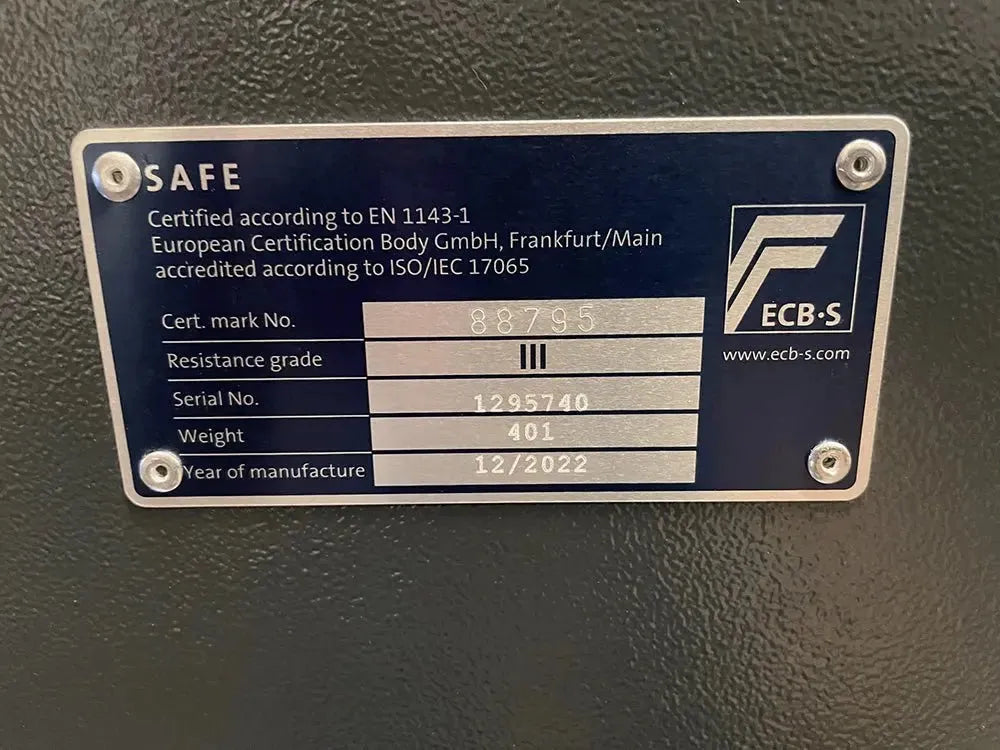 SAFE
Certified according to EN 1143-1
European Certification Body GmbH, Frankfurt/Main
accredited according to ISO/IEC 17065
Cert. mark No. 88795
Resistance grade III
Serial No. 1295740
Weight 401
Year of manufacture 12/2022
ECB·S
www.ecb-s.com